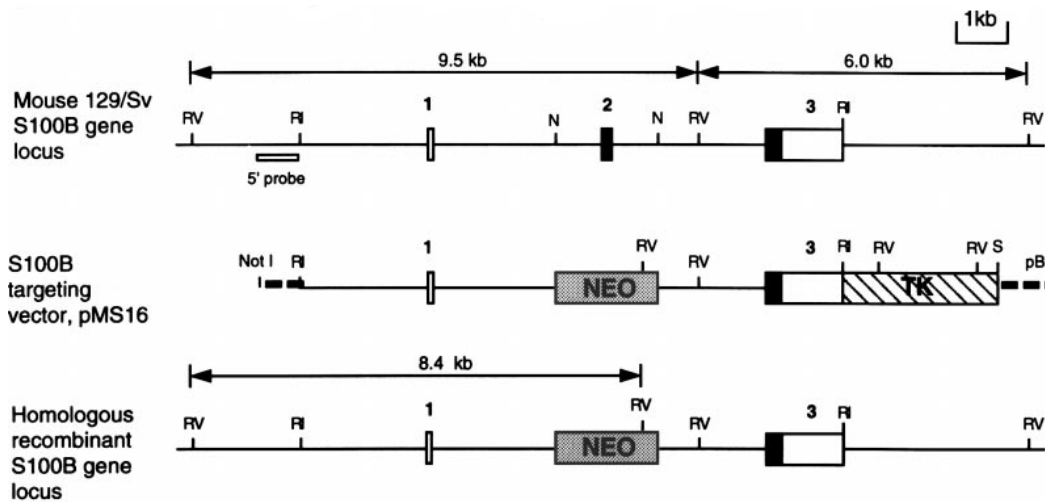 1kb
9.5 kb
6.0 kb
Mouse 129/Sv
S100B gene
locus
RV RI 1 N 2 N RV 3 RI RV
5' probe
S100B
targeting
vector, pMS16
Not I RI 1 RV RV 3 RI RV RV S pB
NEO
TK
8.4 kb
Homologous
recombinant
S100B gene
locus
RV RI 1 RV RV 3 RI RV
NEO